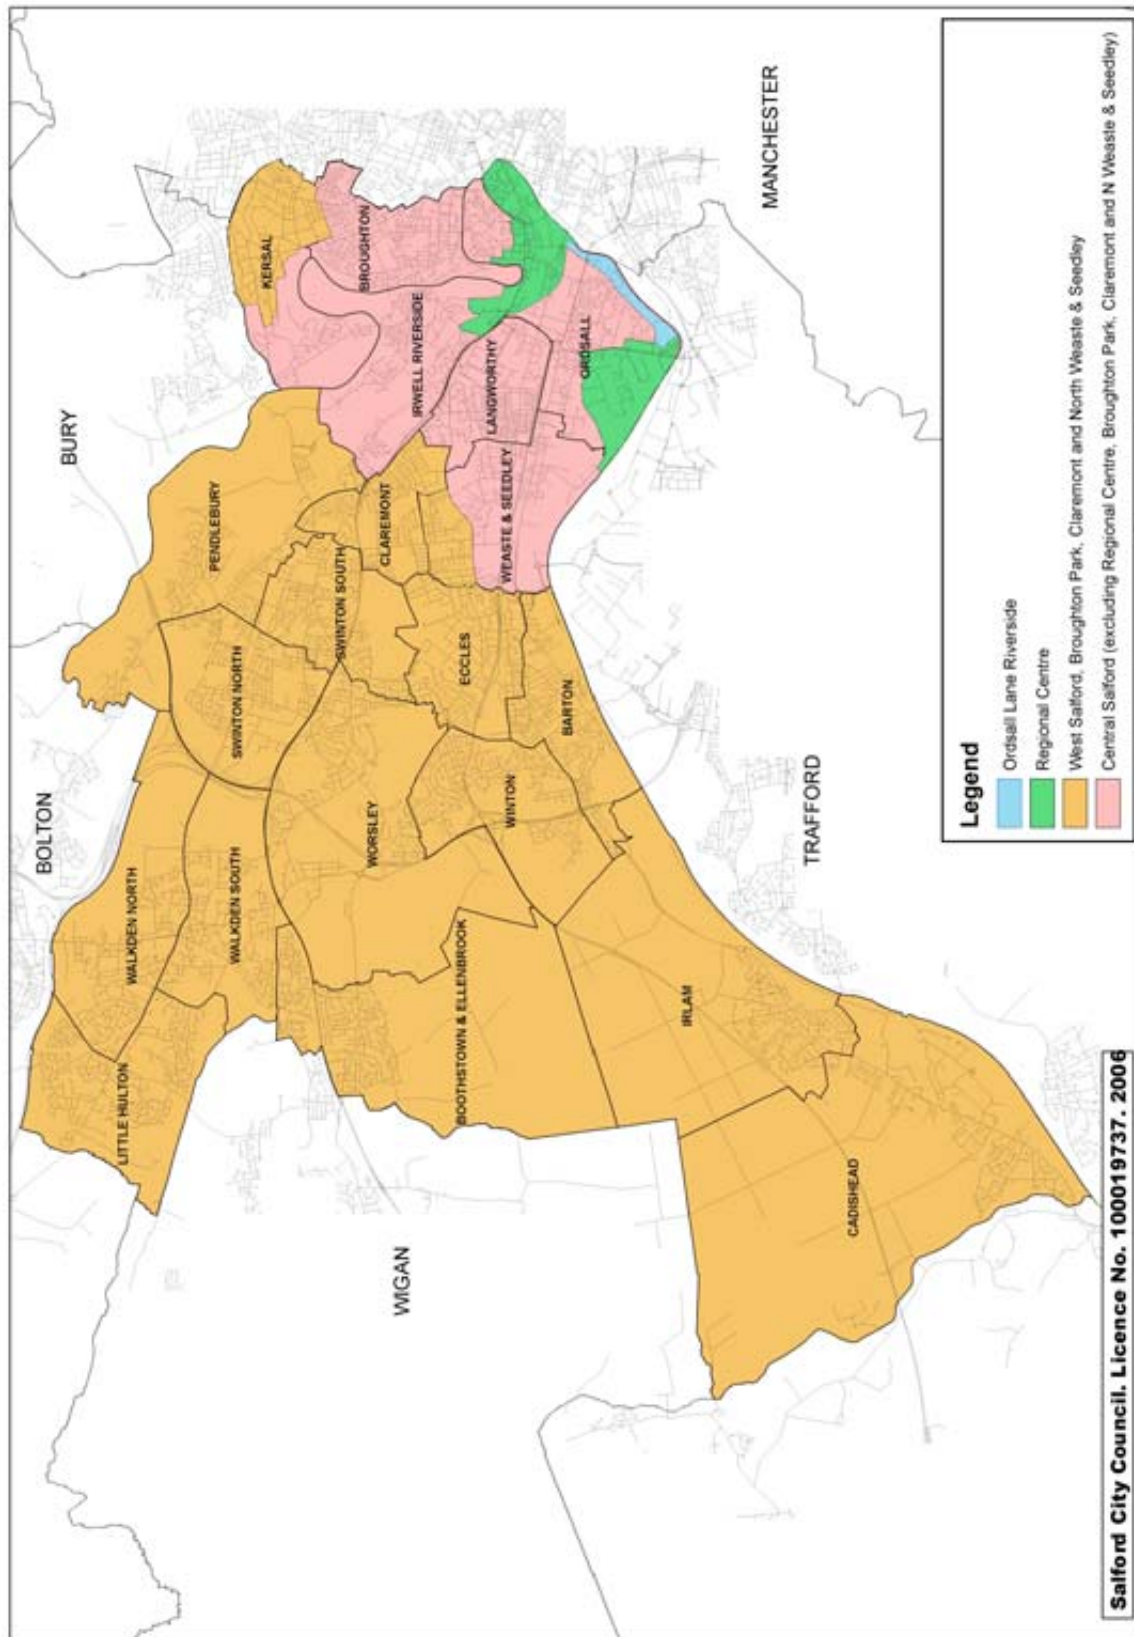 BURY
BOLTON
WIGAN
MANCHESTER
TRAFFORD
KERSAL
BROUGHTON
IRWELL RIVERSIDE
LANGWORTHY
ORDSALL
PENDLEBURY
CLAREMONT
WEASTE & SEEDLEY
SWINTON SOUTH
SWINTON NORTH
ECCLES
BARTON
WINTON
WORSLEY
WALKDEN NORTH
WALKDEN SOUTH
LITTLE HULTON
BOOTHSTOWN & ELLENBROOK
IRLAM
CADISHEAD
Legend
Ordsall Lane Riverside
Regional Centre
West Salford, Broughton Park, Claremont and North Weaste & Seedley
Central Salford (excluding Regional Centre, Broughton Park, Claremont and N Weaste & Seedley)
Salford City Council. Licence No. 100019737. 2006